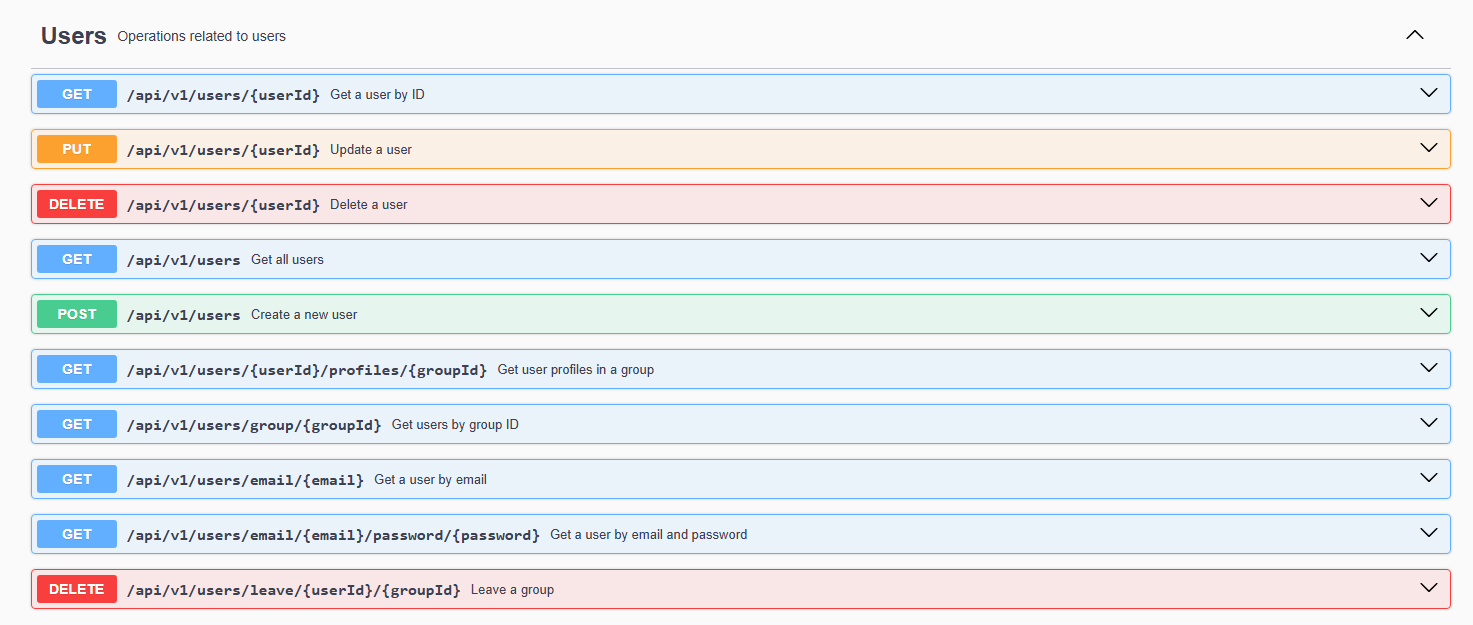 Users Operations related to users
GET /api/v1/users/{userId} Get a user by ID
PUT /api/v1/users/{userId} Update a user
DELETE /api/v1/users/{userId} Delete a user
GET /api/v1/users Get all users
POST /api/v1/users Create a new user
GET /api/v1/users/{userId}/profiles/{groupId} Get user profiles in a group
GET /api/v1/users/group/{groupId} Get users by group ID
GET /api/v1/users/email/{email} Get a user by email
GET /api/v1/users/email/{email}/password/{password} Get a user by email and password
DELETE /api/v1/users/leave/{userId}/{groupId} Leave a group